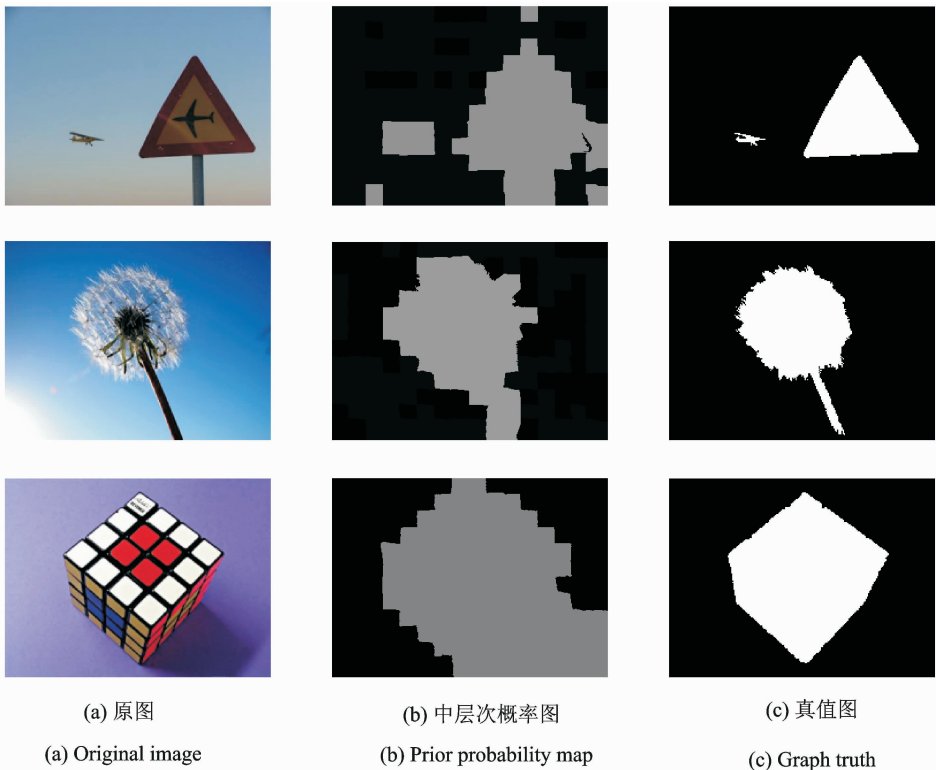 (a) 原图
(b) 中层次概率图
(c) 真值图
(a) Original image
(b) Prior probability map
(c) Graph truth